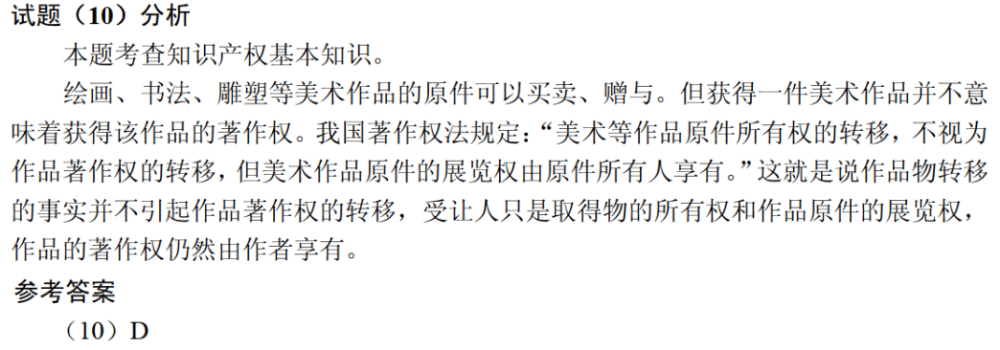 试题（10）分析
本题考查知识产权基本知识。
绘画、书法、雕塑等美术作品的原件可以买卖、赠与。但获得一件美术作品并不意
味着获得该作品的著作权。我国著作权法规定：“美术等作品原件所有权的转移，不视为
作品著作权的转移，但美术作品原件的展览权由原件所有人享有。”这就是说作品物转移
的事实并不引起作品著作权的转移，受让人只是取得物的所有权和作品原件的展览权，
作品的著作权仍然由作者享有。
参考答案
（10）D